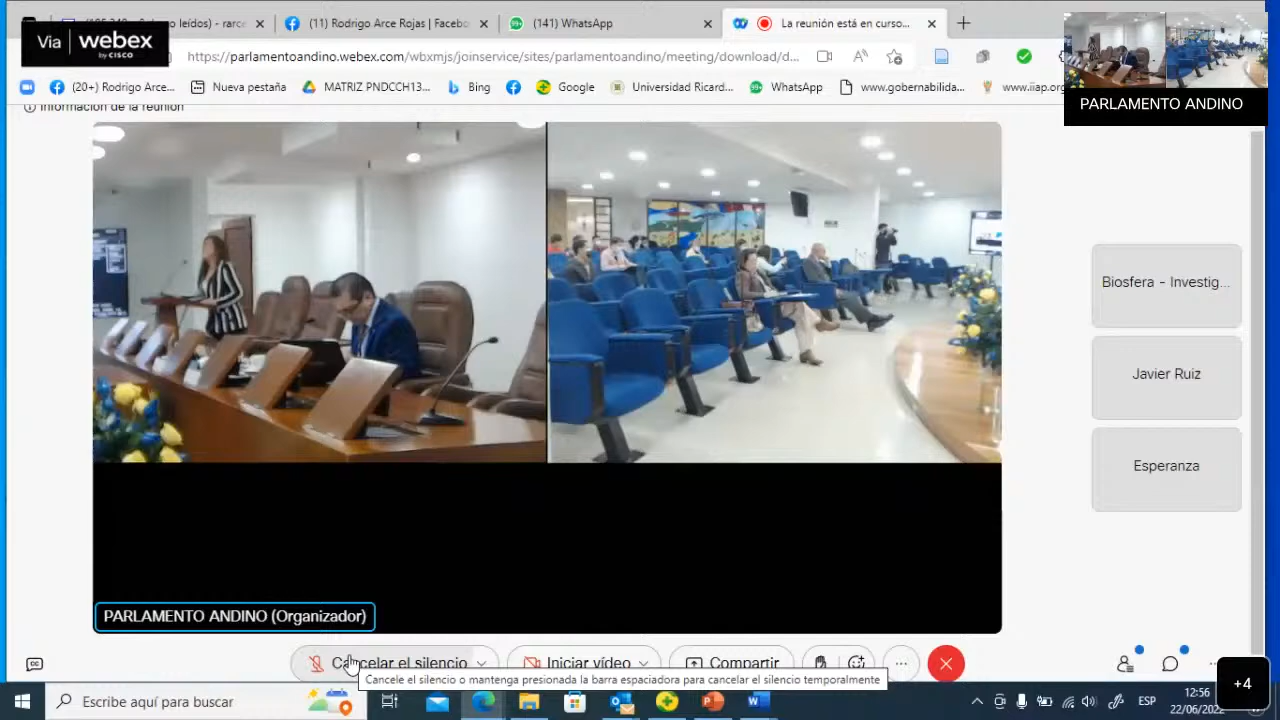 Via webex
by CISCO
leídos) - rarce
(11) Rodrigo Arce Rojas | Facebo
(141) WhatsApp
La reunión está en curso...
https://parlamentoandino.webex.com/wbxmjs/joinservice/sites/parlamentoandino/meeting/download/d...
(20+) Rodrigo Arce...
Nueva pestaña
MATRIZ PNDCCH13...
Bing
Google
Universidad Ricard...
WhatsApp
www.gobernabilida...
www.iiap.org
PARLAMENTO ANDINO
Información de la reunión
Biosfera - Investig...
Javier Ruiz
Esperanza
PARLAMENTO ANDINO (Organizador)
Cancelar el silencio
Iniciar vídeo
Compartir
Cancele el silencio o mantenga presionada la barra espaciadora para cancelar el silencio temporalmente
Escribe aquí para buscar
ESP
12:56
22/06/2022
+4